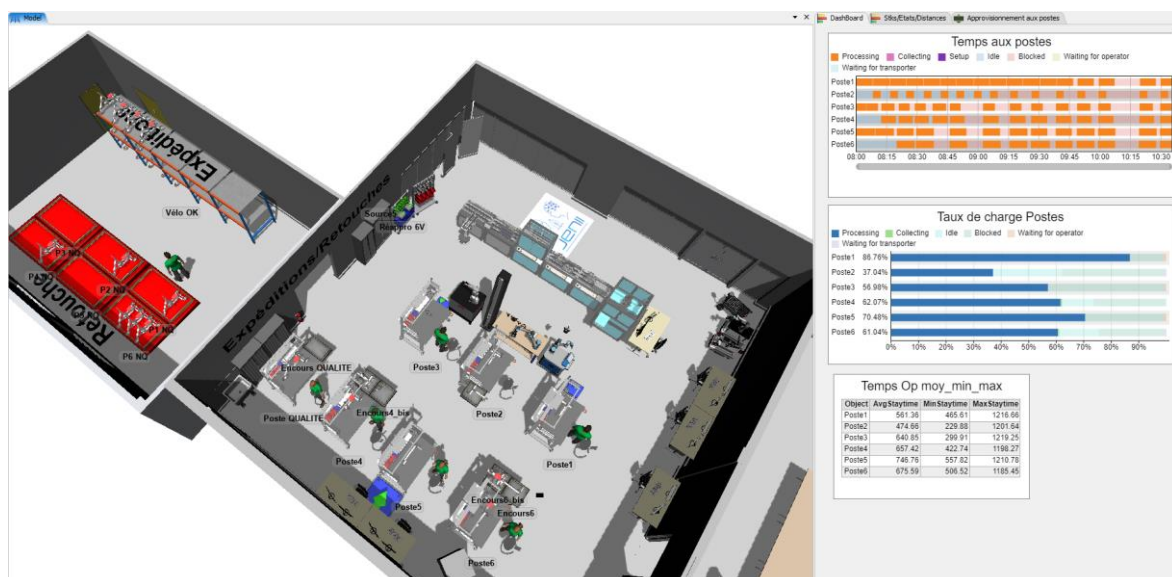 Model
DashBoard
Stks/Etats/Distances
Approvisionnement aux postes
Temps aux postes
Processing Collecting Setup Idle Blocked Waiting for operator
Waiting for transporter
Poste1
Poste2
Poste3
Poste4
Poste5
Poste6
08:00 08:15 08:30 08:45 09:00 09:15 09:30 09:45 10:00 10:15 10:30
Taux de charge Postes
Processing Collecting Idle Blocked Waiting for operator
Waiting for transporter
Poste1 86.76%
Poste2 37.04%
Poste3 56.98%
Poste4 62.07%
Poste5 70.48%
Poste6 61.04%
0% 10% 20% 30% 40% 50% 60% 70% 80% 90%
Temps Op moy_min_max
Object AvgStaytime MinStaytime MaxStaytime
Poste1 561.36 465.61 1216.66
Poste2 474.66 229.88 1201.64
Poste3 640.85 299.91 1219.25
Poste4 657.42 422.74 1198.27
Poste5 746.76 557.82 1210.78
Poste6 675.59 506.52 1185.45
Expéditions
Vélo OK
Retouches
P3 NQ
P2 NQ
P6 NQ
Expéditions/Retouches
Source5
Réappro 6V
Encours QUALITE
Poste QUALITE
Encours4_bis
Poste3
Poste2
Poste1
Poste4
Poste5
Encours6_bis
Encours6
Poste6